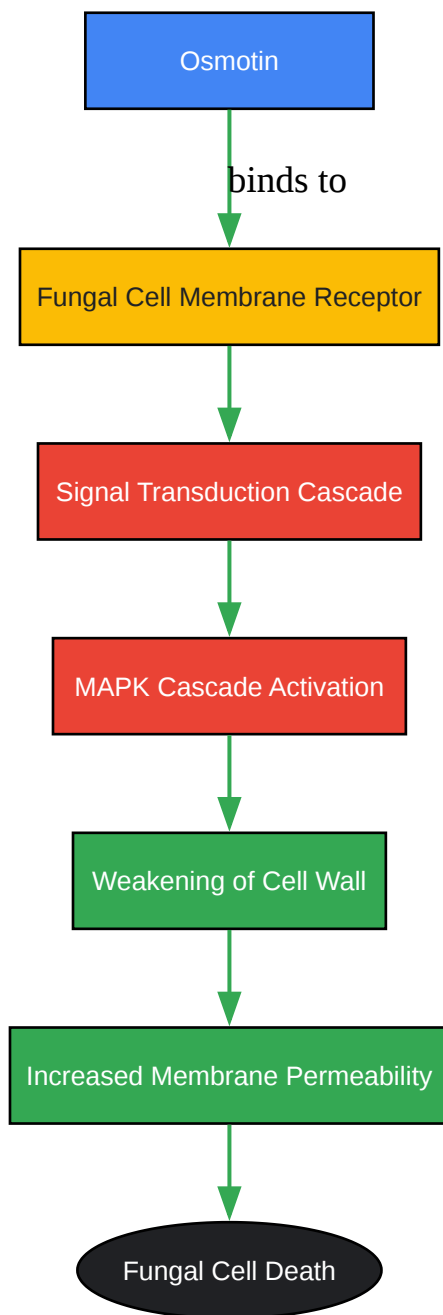 Osmotin
binds to
Fungal Cell Membrane Receptor
Signal Transduction Cascade
MAPK Cascade Activation
Weakening of Cell Wall
Increased Membrane Permeability
Fungal Cell Death